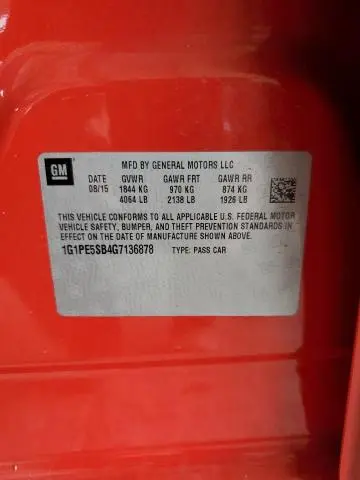 GM
MFD BY GENERAL MOTORS LLC
DATE GVWR GAWR FRT GAWR RR
08/15 1844 KG 970 KG 874 KG
4064 LB 2138 LB 1926 LB
THIS VEHICLE CONFORMS TO ALL APPLICABLE U.S. FEDERAL MOTOR
VEHICLE SAFETY, BUMPER, AND THEFT PREVENTION STANDARDS
IN EFFECT ON THE DATE OF MANUFACTURE SHOWN ABOVE.
1G1PE5SB4G7136878 TYPE: PASS CAR